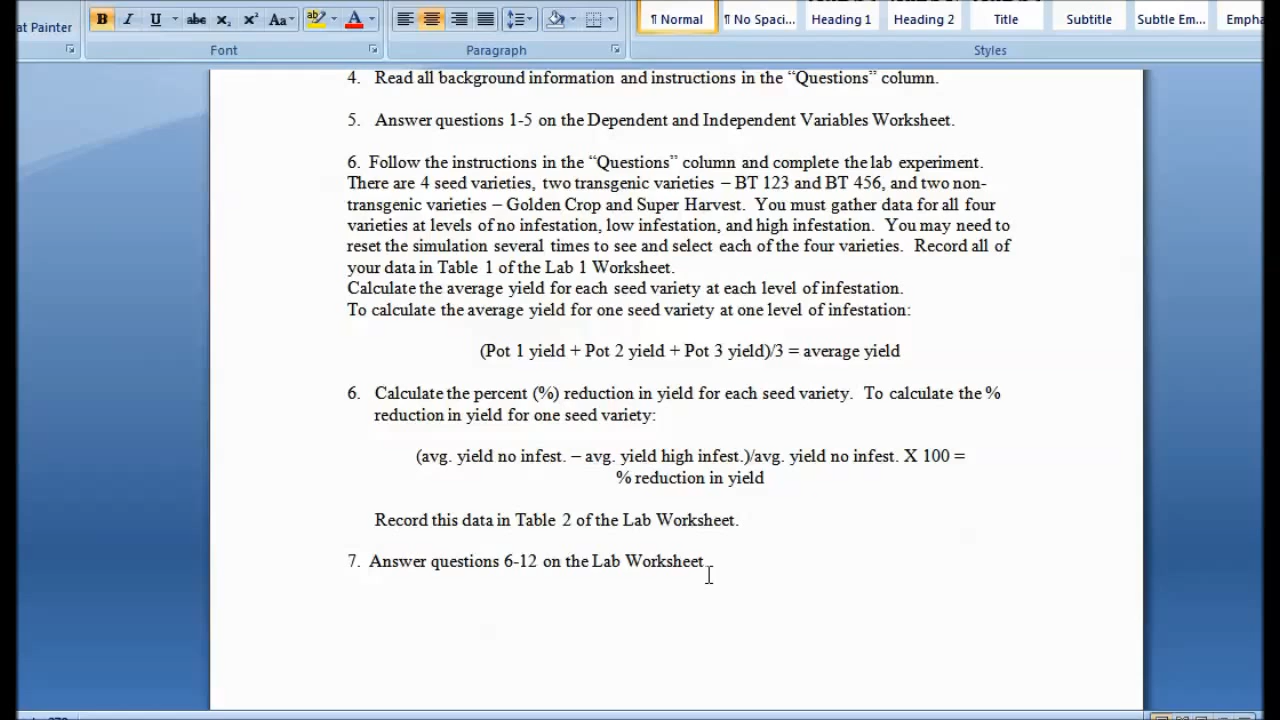 at Painter
B I U abc x₂ x² Aa ab A
¶ Normal ¶ No Spaci... Heading 1 Heading 2 Title Subtitle Subtle Em... Empha
Font Paragraph Styles
4. Read all background information and instructions in the “Questions” column.
5. Answer questions 1-5 on the Dependent and Independent Variables Worksheet.
6. Follow the instructions in the “Questions” column and complete the lab experiment.
There are 4 seed varieties, two transgenic varieties – BT 123 and BT 456, and two non-
transgenic varieties – Golden Crop and Super Harvest. You must gather data for all four
varieties at levels of no infestation, low infestation, and high infestation. You may need to
reset the simulation several times to see and select each of the four varieties. Record all of
your data in Table 1 of the Lab 1 Worksheet.
Calculate the average yield for each seed variety at each level of infestation.
To calculate the average yield for one seed variety at one level of infestation:
(Pot 1 yield + Pot 2 yield + Pot 3 yield)/3 = average yield
6. Calculate the percent (%) reduction in yield for each seed variety. To calculate the %
reduction in yield for one seed variety:
(avg. yield no infest. – avg. yield high infest.)/avg. yield no infest. X 100 =
% reduction in yield
Record this data in Table 2 of the Lab Worksheet.
7. Answer questions 6-12 on the Lab Worksheet